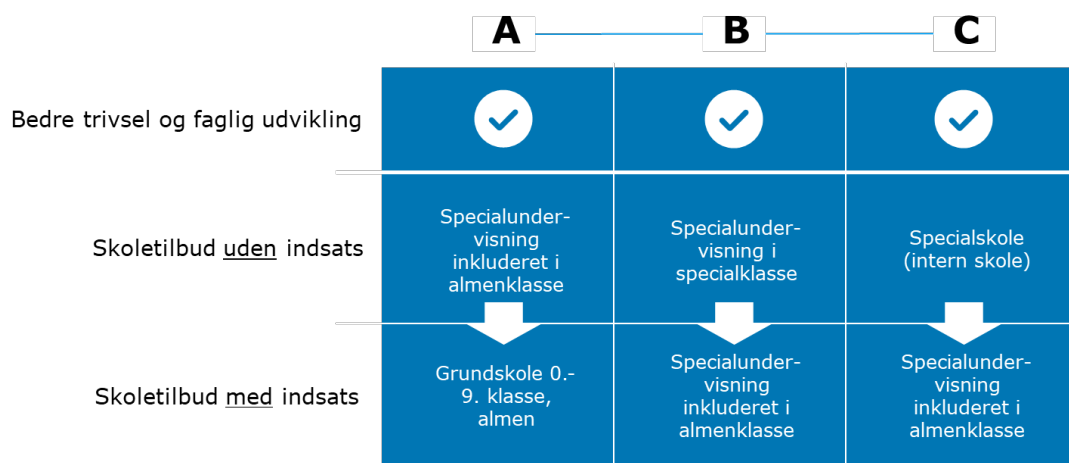 A B C
Bedre trivsel og faglig udvikling
Skoletilbud uden indsats
Specialunder-
visning
inkluderet i
almenklasse
Specialunder-
visning i
specialklasse
Specialskole
(intern skole)
Skoletilbud med indsats
Grundskole 0.-
9. klasse,
almen
Specialunder-
visning
inkluderet i
almenklasse
Specialunder-
visning
inkluderet i
almenklasse